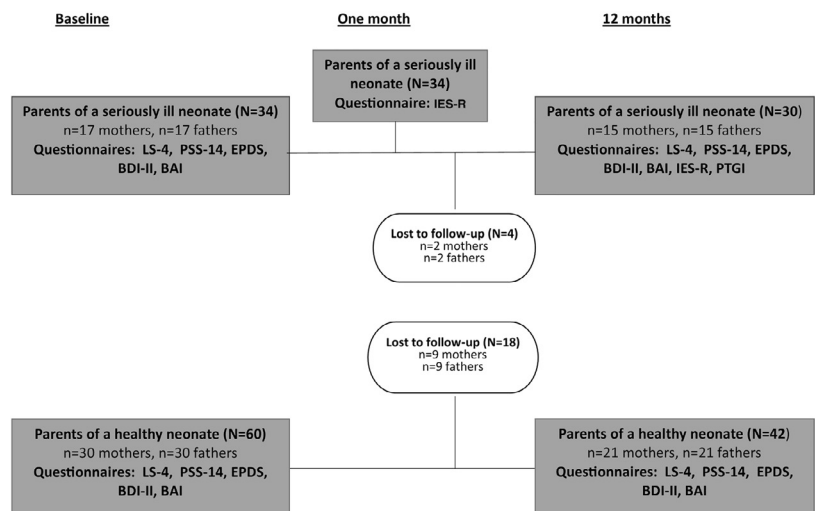 Baseline
One month
12 months
Parents of a seriously ill
neonate (N=34)
Questionnaire: IES-R
Parents of a seriously ill neonate (N=34)
n=17 mothers, n=17 fathers
Questionnaires: LS-4, PSS-14, EPDS,
BDI-II, BAI
Parents of a seriously ill neonate (N=30)
n=15 mothers, n=15 fathers
Questionnaires: LS-4, PSS-14, EPDS,
BDI-II, BAI, IES-R, PTGI
Lost to follow-up (N=4)
n=2 mothers
n=2 fathers
Lost to follow-up (N=18)
n=9 mothers
n=9 fathers
Parents of a healthy neonate (N=60)
n=30 mothers, n=30 fathers
Questionnaires: LS-4, PSS-14, EPDS,
BDI-II, BAI
Parents of a healthy neonate (N=42)
n=21 mothers, n=21 fathers
Questionnaires: LS-4, PSS-14, EPDS,
BDI-II, BAI